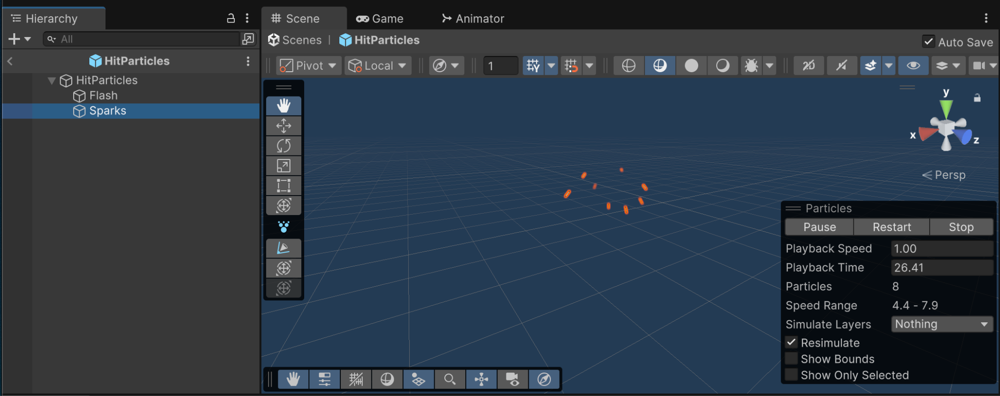 Hierarchy
All
HitParticles
HitParticles
Flash
Sparks
Scene
Game
Animator
Scenes | HitParticles
Auto Save
Pivot
Local
1
2D
y
x
z
Persp
Particles
Pause
Restart
Stop
Playback Speed 1.00
Playback Time 26.41
Particles 8
Speed Range 4.4 - 7.9
Simulate Layers Nothing
Resimulate
Show Bounds
Show Only Selected